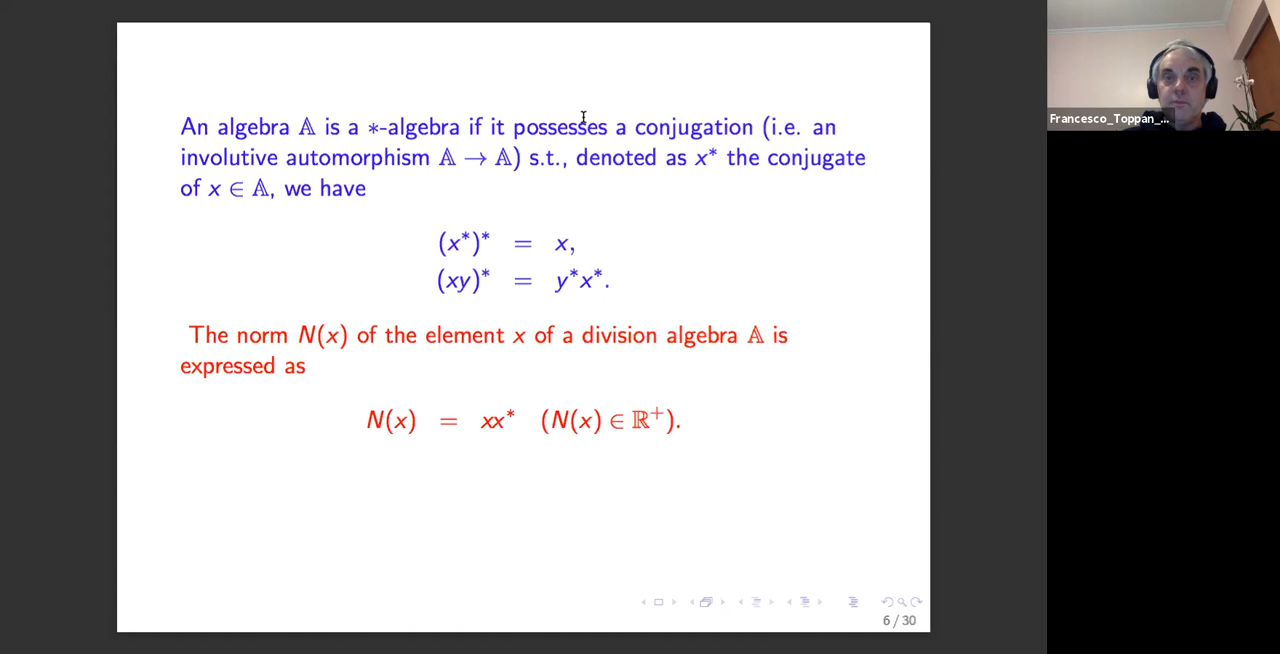 An algebra 𝔸 is a *-algebra if it possesses a conjugation (i.e. an
involutive automorphism 𝔸 → 𝔸) s.t., denoted as x* the conjugate
of x ∈ 𝔸, we have
(x*)* = x,
(xy)* = y*x*.
The norm N(x) of the element x of a division algebra 𝔸 is
expressed as
N(x) = xx* (N(x) ∈ ℝ⁺).
6 / 30
Francesco_Toppan_...